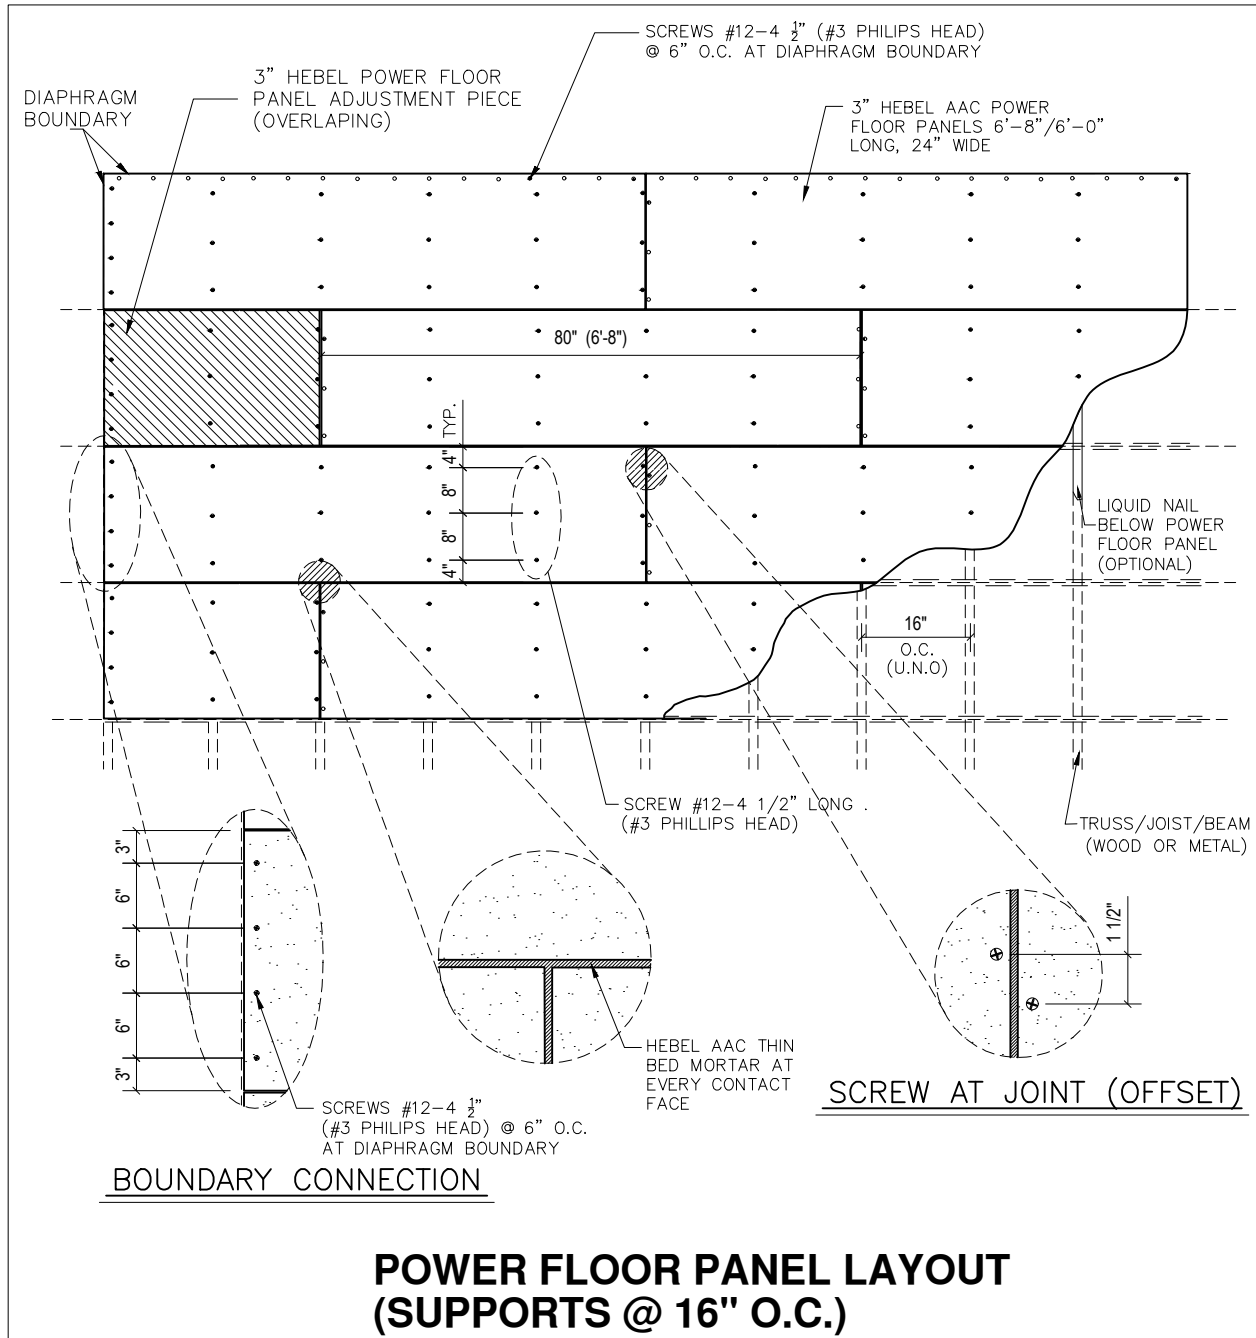 SCREWS #12-4 ½" (#3 PHILIPS HEAD)
@ 6" O.C. AT DIAPHRAGM BOUNDARY
3" HEBEL POWER FLOOR
PANEL ADJUSTMENT PIECE
(OVERLAPING)
DIAPHRAGM
BOUNDARY
3" HEBEL AAC POWER
FLOOR PANELS 6'-8"/6'-0"
LONG, 24" WIDE
80" (6'-8")
TYP.
4"
8"
8"
4"
LIQUID NAIL
BELOW POWER
FLOOR PANEL
(OPTIONAL)
16"
O.C.
(U.N.O)
SCREW #12-4 1/2" LONG .
(#3 PHILLIPS HEAD)
TRUSS/JOIST/BEAM
(WOOD OR METAL)
3"
6"
6"
6"
3"
1 1/2"
HEBEL AAC THIN
BED MORTAR AT
EVERY CONTACT
FACE
SCREW AT JOINT (OFFSET)
SCREWS #12-4 ½"
(#3 PHILIPS HEAD) @ 6" O.C.
AT DIAPHRAGM BOUNDARY
BOUNDARY CONNECTION
POWER FLOOR PANEL LAYOUT
(SUPPORTS @ 16" O.C.)